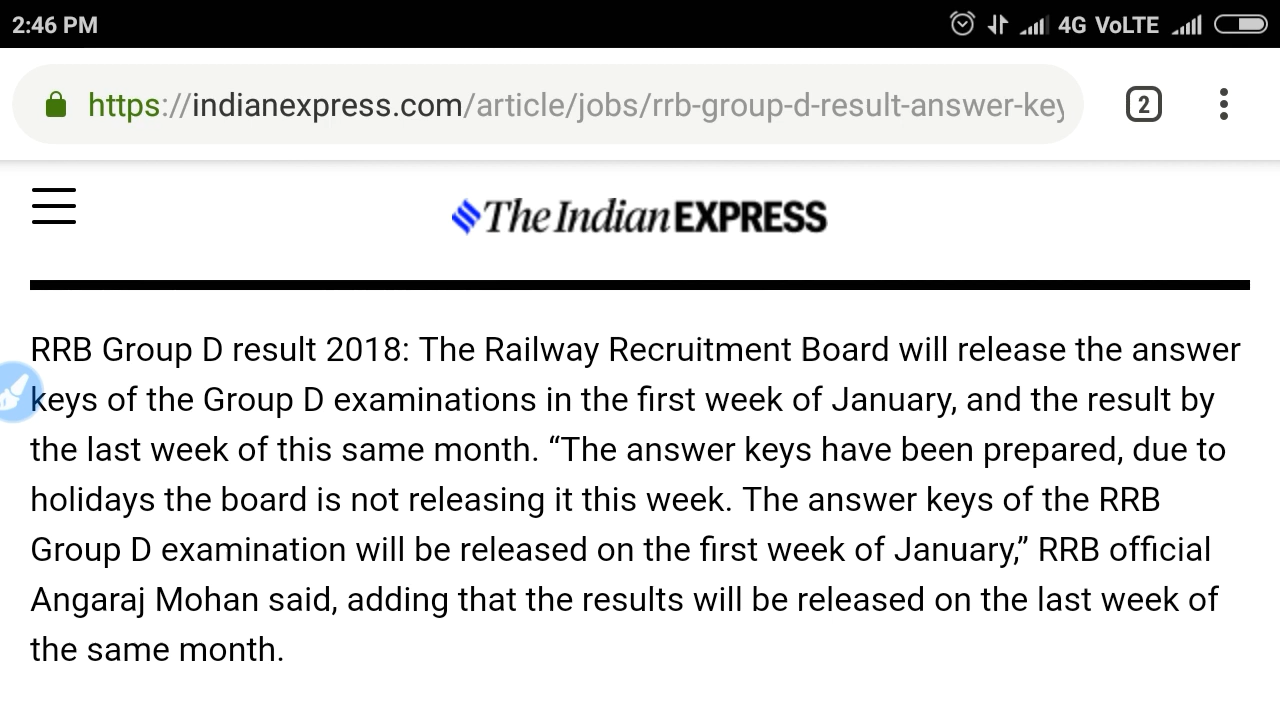 2:46 PM 4G VoLTE
https://indianexpress.com/article/jobs/rrb-group-d-result-answer-key
2
The Indian EXPRESS
RRB Group D result 2018: The Railway Recruitment Board will release the answer
keys of the Group D examinations in the first week of January, and the result by
the last week of this same month. “The answer keys have been prepared, due to
holidays the board is not releasing it this week. The answer keys of the RRB
Group D examination will be released on the first week of January,” RRB official
Angaraj Mohan said, adding that the results will be released on the last week of
the same month.